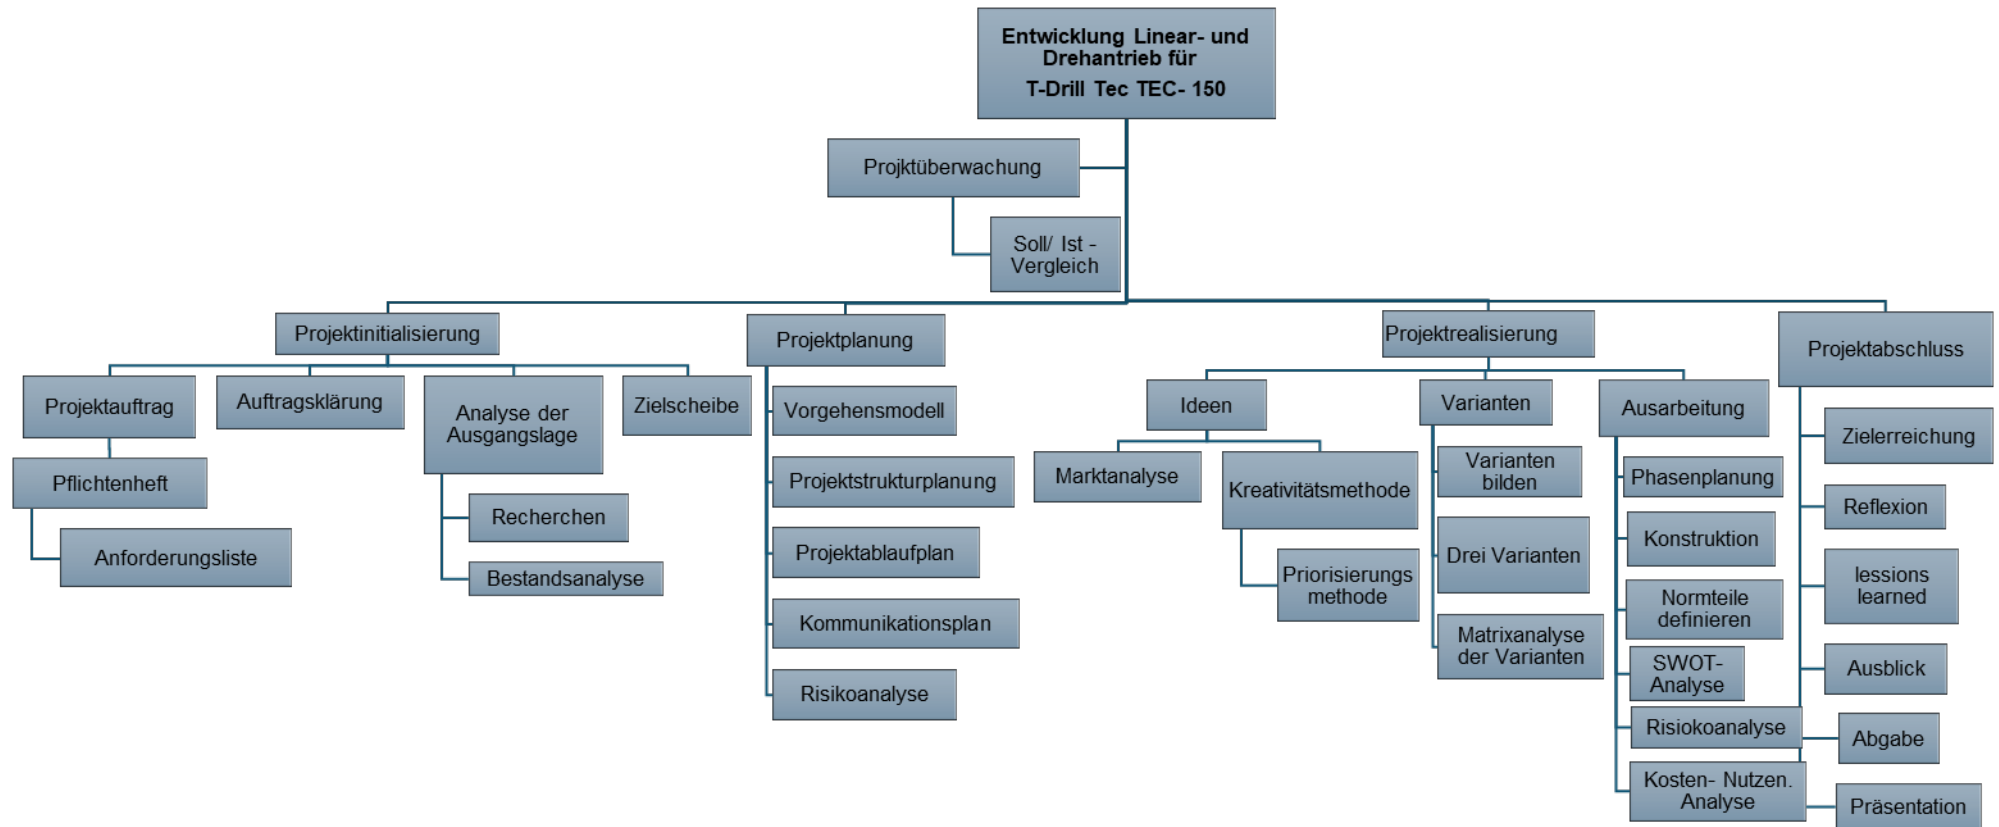 Entwicklung Linear- und
Drehantrieb für
T-Drill Tec TEC- 150
Projktüberwachung
Soll/ Ist -
Vergleich
Projektinitialisierung
Projektauftrag
Pflichtenheft
Anforderungsliste
Auftragsklärung
Analyse der
Ausgangslage
Recherchen
Bestandsanalyse
Zielscheibe
Projektplanung
Vorgehensmodell
Projektstrukturplanung
Projektablaufplan
Kommunikationsplan
Risikoanalyse
Projektrealisierung
Ideen
Marktanalyse
Kreativitätsmethode
Priorisierungs
methode
Varianten
Varianten
bilden
Drei Varianten
Matrixanalyse
der Varianten
Ausarbeitung
Phasenplanung
Konstruktion
Normteile
definieren
SWOT-
Analyse
Risiokoanalyse
Kosten- Nutzen.
Analyse
Projektabschluss
Zielerreichung
Reflexion
lessions
learned
Ausblick
Abgabe
Präsentation